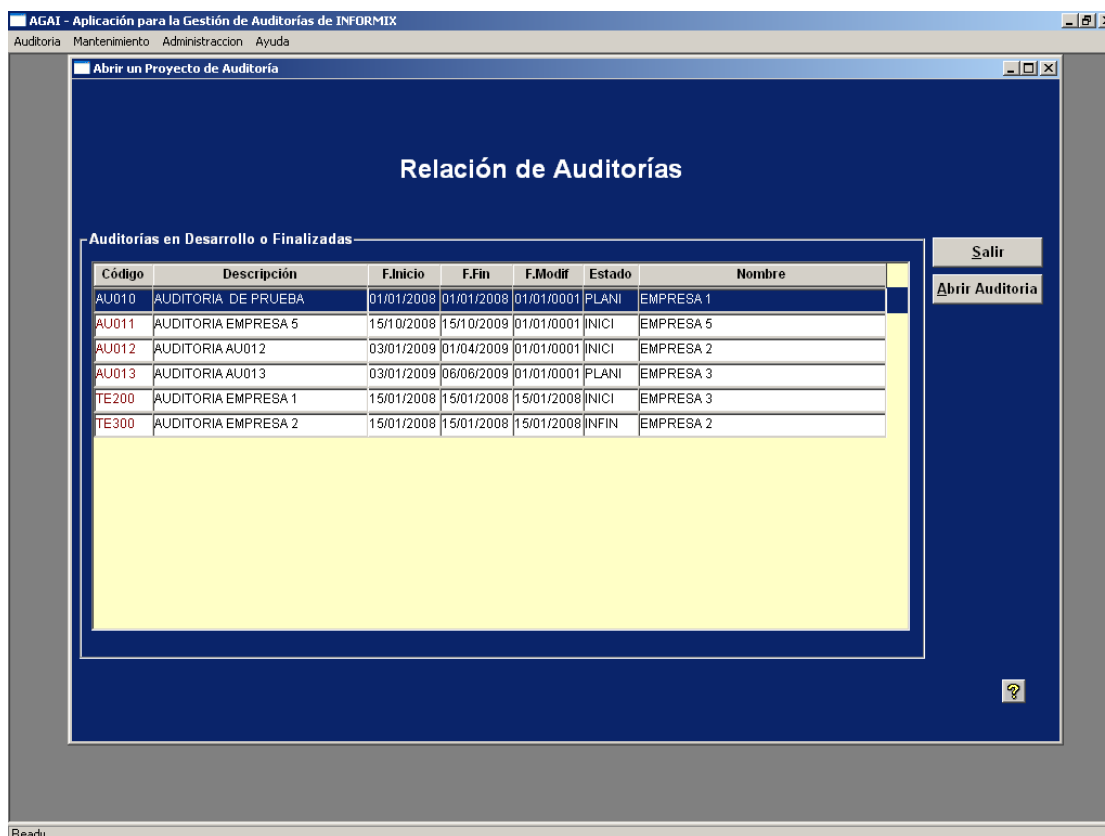 AGAI - Aplicación para la Gestión de Auditorías de INFORMIX
Auditoria Mantenimiento Administraccion Ayuda
Abrir un Proyecto de Auditoría
Relación de Auditorías
Auditorías en Desarrollo o Finalizadas
Salir
Abrir Auditoria
Código Descripción F.Inicio F.Fin F.Modif Estado Nombre
AU010 AUDITORIA DE PRUEBA 01/01/2008 01/01/2008 01/01/0001 PLANI EMPRESA 1
AU011 AUDITORIA EMPRESA 5 15/10/2008 15/10/2009 01/01/0001 INICI EMPRESA 5
AU012 AUDITORIA AU012 03/01/2009 01/04/2009 01/01/0001 INICI EMPRESA 2
AU013 AUDITORIA AU013 03/01/2009 06/06/2009 01/01/0001 PLANI EMPRESA 3
TE200 AUDITORIA EMPRESA 1 15/01/2008 15/01/2008 15/01/2008 INICI EMPRESA 3
TE300 AUDITORIA EMPRESA 2 15/01/2008 15/01/2008 15/01/2008 INFIN EMPRESA 2
?
Ready